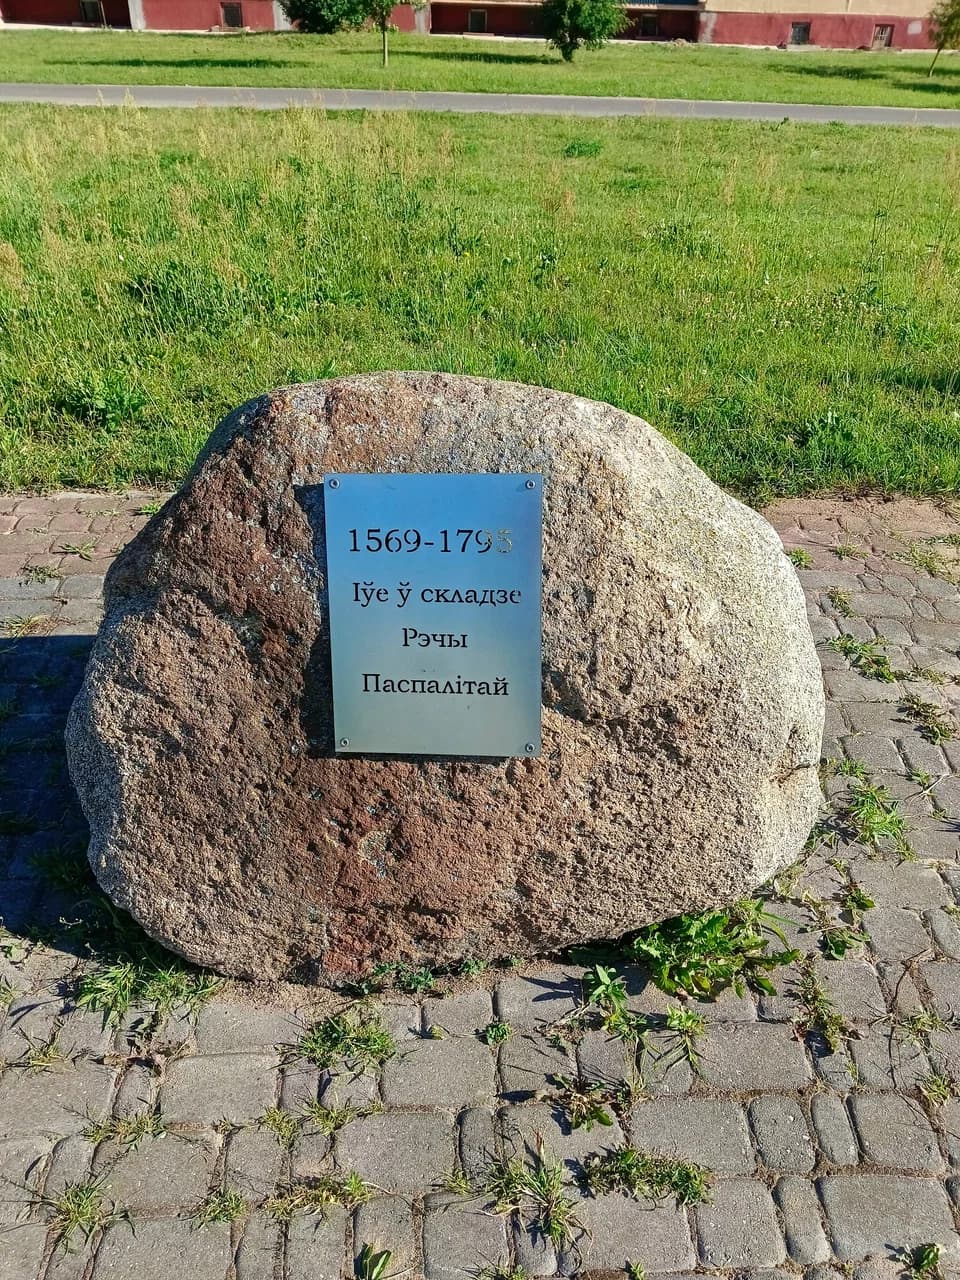 1569-1795
Іўе ў складзе
Рэчы
Паспалітай